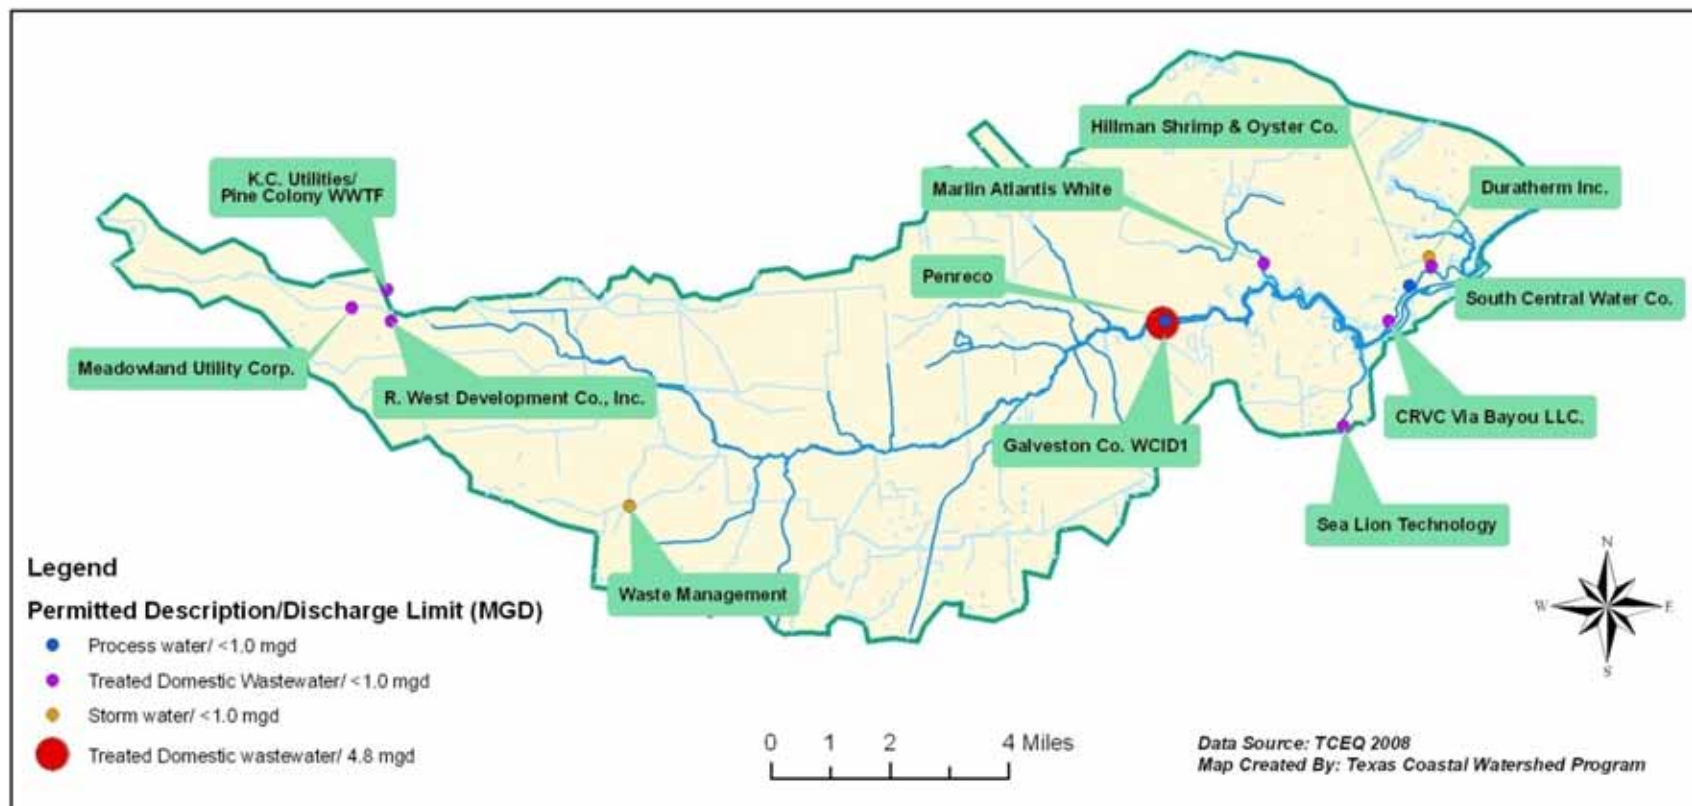 Hillman Shrimp & Oyster Co.
K.C. Utilities/
Pine Colony WWTF
Marlin Atlantis White
Duratherm Inc.
Penreco
South Central Water Co.
Meadowland Utility Corp.
R. West Development Co., Inc.
CRVC Via Bayou LLC.
Galveston Co. WCID1
Sea Lion Technology
Waste Management
Legend
Permitted Description/Discharge Limit (MGD)
Process water/ <1.0 mgd
Treated Domestic Wastewater/ <1.0 mgd
Storm water/ <1.0 mgd
Treated Domestic wastewater/ 4.8 mgd
0 1 2 4 Miles
N
W E
S
Data Source: TCEQ 2008
Map Created By: Texas Coastal Watershed Program